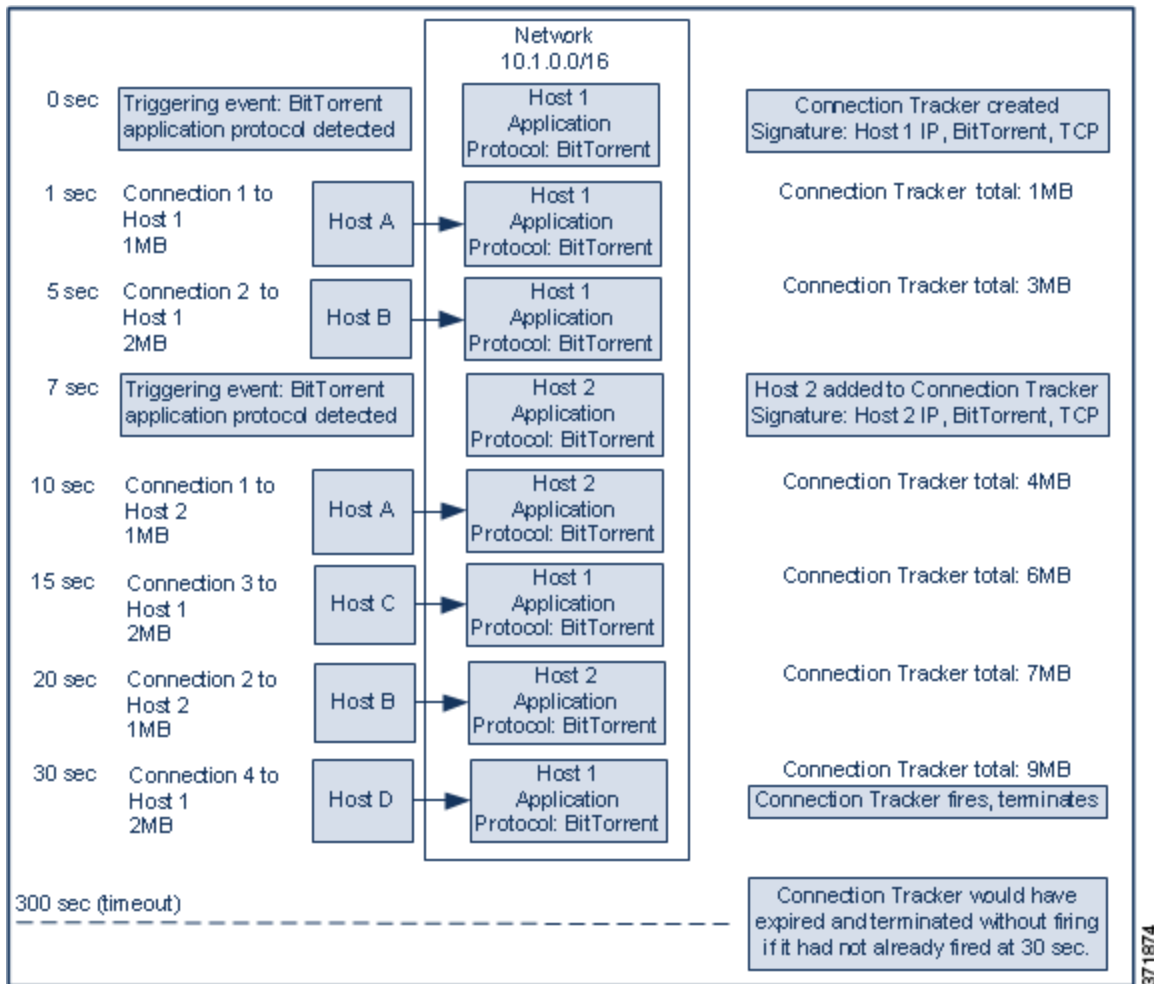 Network
10.1.0.0/16
0 sec
Triggering event: BitTorrent
application protocol detected
Host 1
Application
Protocol: BitTorrent
Connection Tracker created
Signature: Host 1 IP, BitTorrent, TCP
1 sec
Connection 1 to
Host 1
1MB
Host A
Host 1
Application
Protocol: BitTorrent
Connection Tracker total: 1MB
5 sec
Connection 2 to
Host 1
2MB
Host B
Host 1
Application
Protocol: BitTorrent
Connection Tracker total: 3MB
7 sec
Triggering event: BitTorrent
application protocol detected
Host 2
Application
Protocol: BitTorrent
Host 2 added to Connection Tracker
Signature: Host 2 IP, BitTorrent, TCP
10 sec
Connection 1 to
Host 2
1MB
Host A
Host 2
Application
Protocol: BitTorrent
Connection Tracker total: 4MB
15 sec
Connection 3 to
Host 1
2MB
Host C
Host 1
Application
Protocol: BitTorrent
Connection Tracker total: 6MB
20 sec
Connection 2 to
Host 2
1MB
Host B
Host 2
Application
Protocol: BitTorrent
Connection Tracker total: 7MB
30 sec
Connection 4 to
Host 1
2MB
Host D
Host 1
Application
Protocol: BitTorrent
Connection Tracker total: 9MB
Connection Tracker fires, terminates
300 sec (timeout)
Connection Tracker would have
expired and terminated without firing
if it had not already fired at 30 sec.
371874